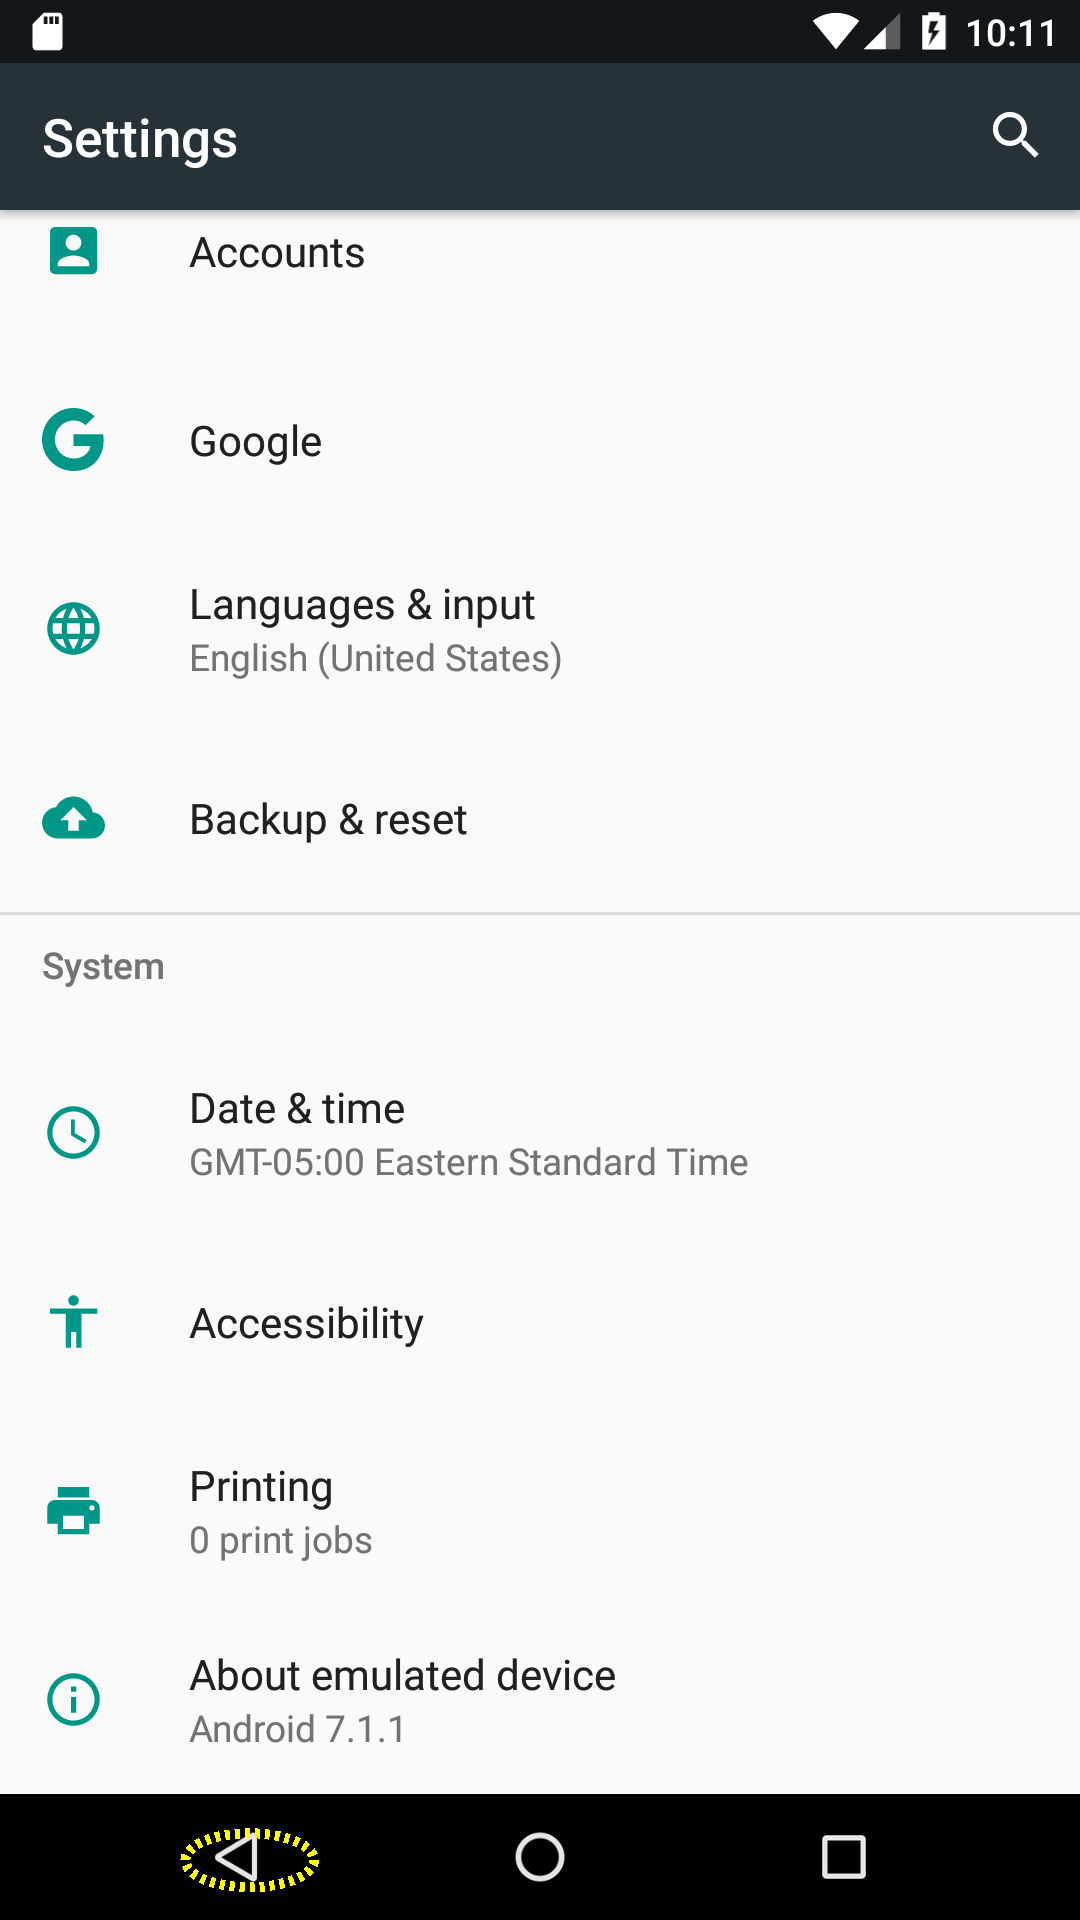 10:11
Settings
Accounts
Google
Languages & input
English (United States)
Backup & reset
System
Date & time
GMT-05:00 Eastern Standard Time
Accessibility
Printing
0 print jobs
About emulated device
Android 7.1.1